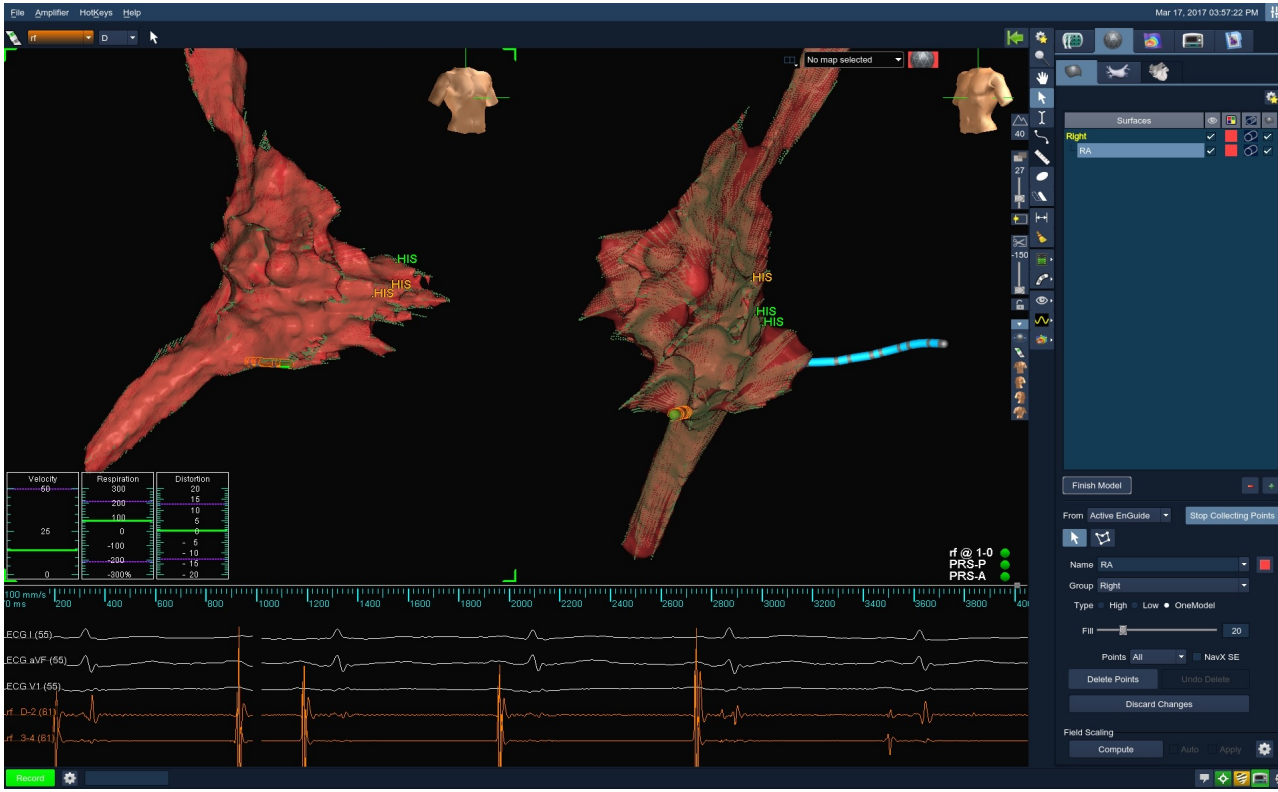 File Amplifier HotKeys Help Mar 17, 2017 03:57:22 PM
rf D
No map selected
40
27
-150
Surfaces
Right
RA
HIS
HIS
HIS
HIS
HIS
HIS
Velocity
50
25
0
Respiration
300
200
100
0
-100
-200
-300%
Distortion
20
15
10
5
0
- 5
- 10
- 15
- 20
rf @ 1-0
PRS-P
PRS-A
100 mm/s
0 ms 200 400 600 800 1000 1200 1400 1600 1800 2000 2200 2400 2600 2800 3000 3200 3400 3600 3800 40
ECG I (55)
ECG aVF (55)
ECG V1 (55)
rf D-2 (61)
rf 3-4 (61)
Finish Model - +
From Active EnGuide Stop Collecting Points
Name RA
Group Right
Type High Low OneModel
Fill 20
Points All NavX SE
Delete Points Undo Delete
Discard Changes
Field Scaling
Compute Auto Apply
Record